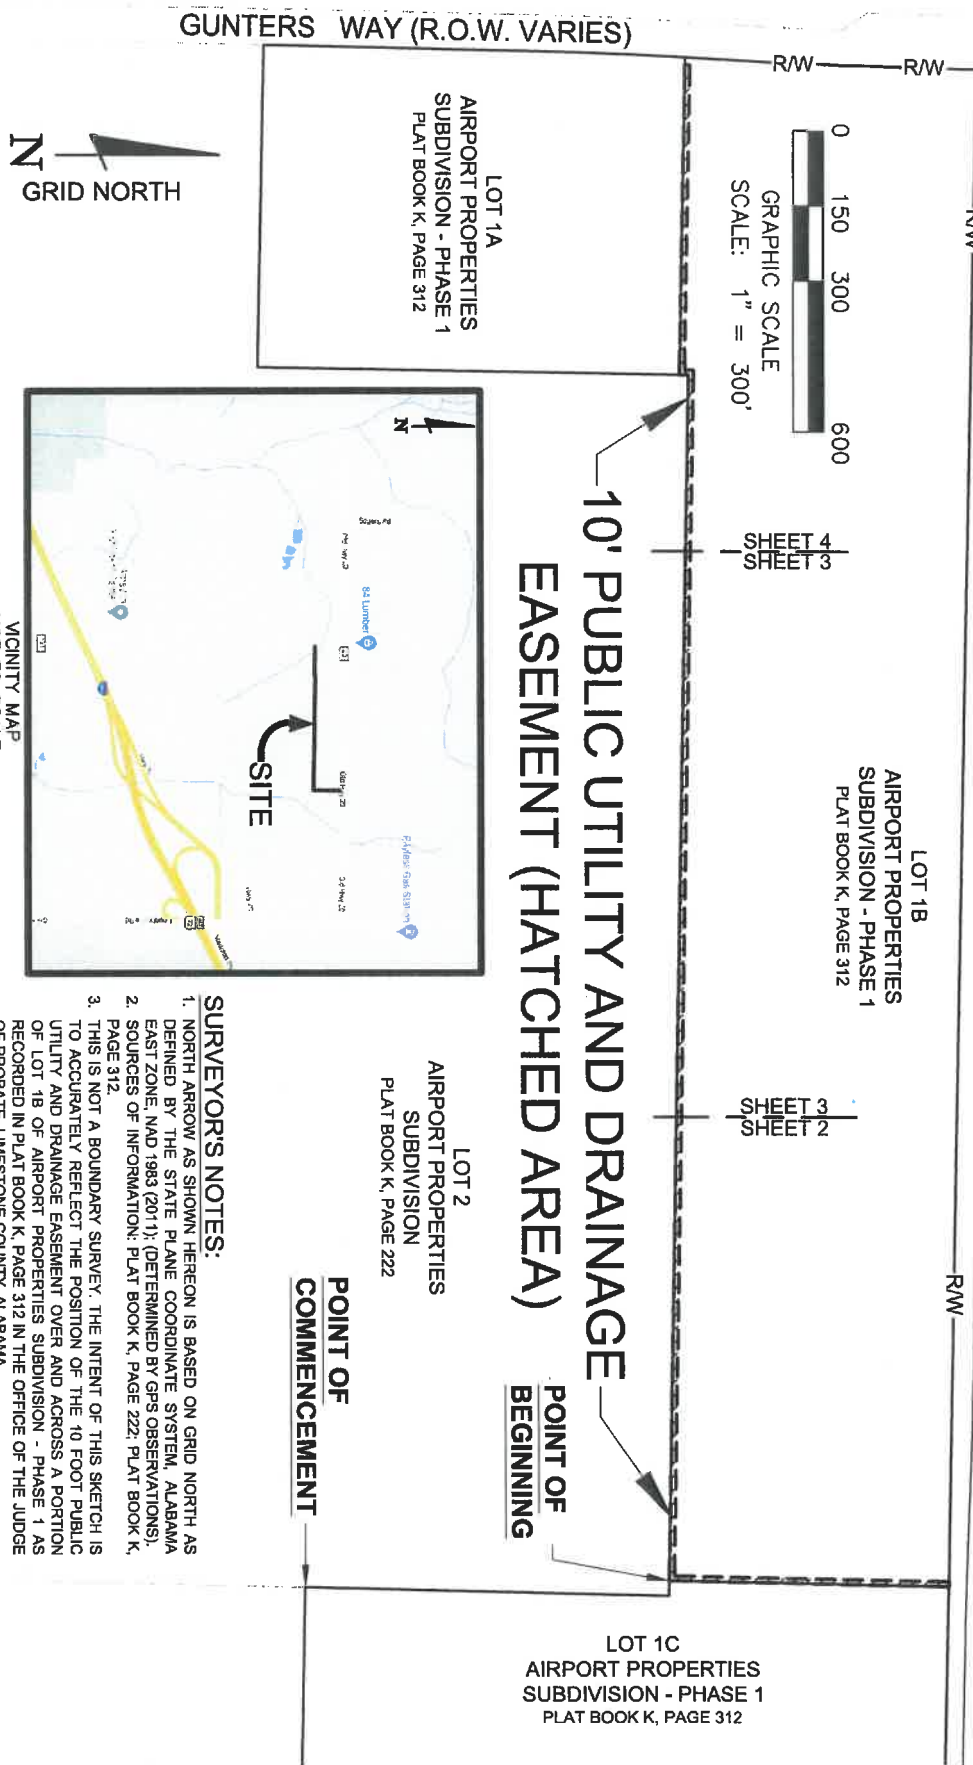 GUNTERS WAY (R.O.W. VARIES)
R/W
R/W
R/W
R/W
0 150 300 600
GRAPHIC SCALE
SCALE: 1" = 300'
N
GRID NORTH
LOT 1A
AIRPORT PROPERTIES
SUBDIVISION - PHASE 1
PLAT BOOK K, PAGE 312
SHEET 4
SHEET 3
10' PUBLIC UTILITY AND DRAINAGE
EASEMENT (HATCHED AREA)
LOT 1B
AIRPORT PROPERTIES
SUBDIVISION - PHASE 1
PLAT BOOK K, PAGE 312
SHEET 3
SHEET 2
N
84 Lumber
SITE
VICINITY MAP
LOT 2
AIRPORT PROPERTIES
SUBDIVISION
PLAT BOOK K, PAGE 222
POINT OF
BEGINNING
POINT OF
COMMENCEMENT
SURVEYOR'S NOTES:
1. NORTH ARROW AS SHOWN HEREON IS BASED ON GRID NORTH AS
DEFINED BY THE STATE PLANE COORDINATE SYSTEM, ALABAMA
EAST ZONE, NAD 1983 (2011); (DETERMINED BY GPS OBSERVATIONS).
2. SOURCES OF INFORMATION: PLAT BOOK K, PAGE 222; PLAT BOOK K,
PAGE 312.
3. THIS IS NOT A BOUNDARY SURVEY. THE INTENT OF THIS SKETCH IS
TO ACCURATELY REFLECT THE POSITION OF THE 10 FOOT PUBLIC
UTILITY AND DRAINAGE EASEMENT OVER AND ACROSS A PORTION
OF LOT 1B OF AIRPORT PROPERTIES SUBDIVISION - PHASE 1 AS
RECORDED IN PLAT BOOK K, PAGE 312 IN THE OFFICE OF THE JUDGE
OF PROBATE, LIMESTONE COUNTY, ALABAMA
LOT 1C
AIRPORT PROPERTIES
SUBDIVISION - PHASE 1
PLAT BOOK K, PAGE 312